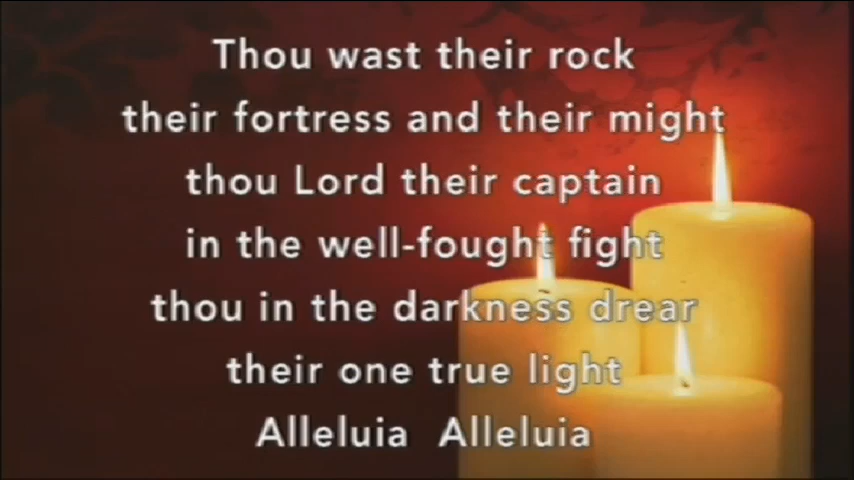 Thou wast their rock
their fortress and their might
thou Lord their captain
in the well-fought fight
thou in the darkness drear
their one true light
Alleluia Alleluia